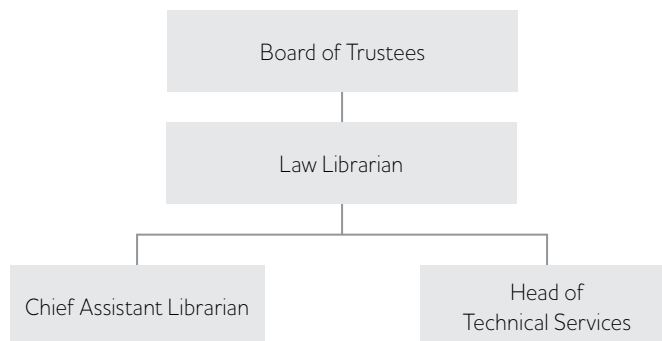 Board of Trustees
Law Librarian
Chief Assistant Librarian
Head of
Technical Services